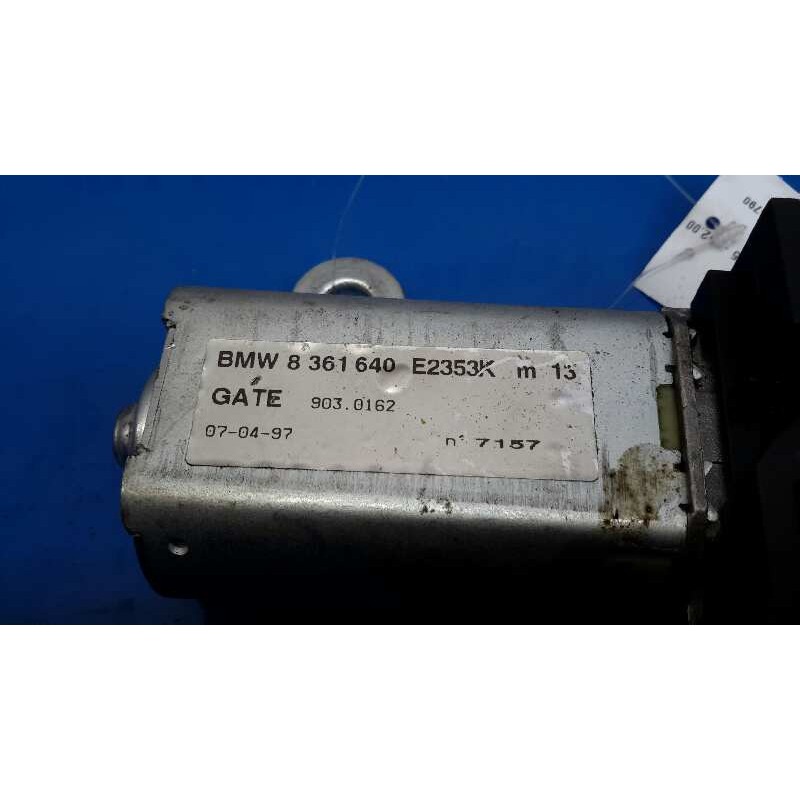 BMW 8 361 640 E2353K m 13
GATE 903.0162
07-04-97 n° 7157